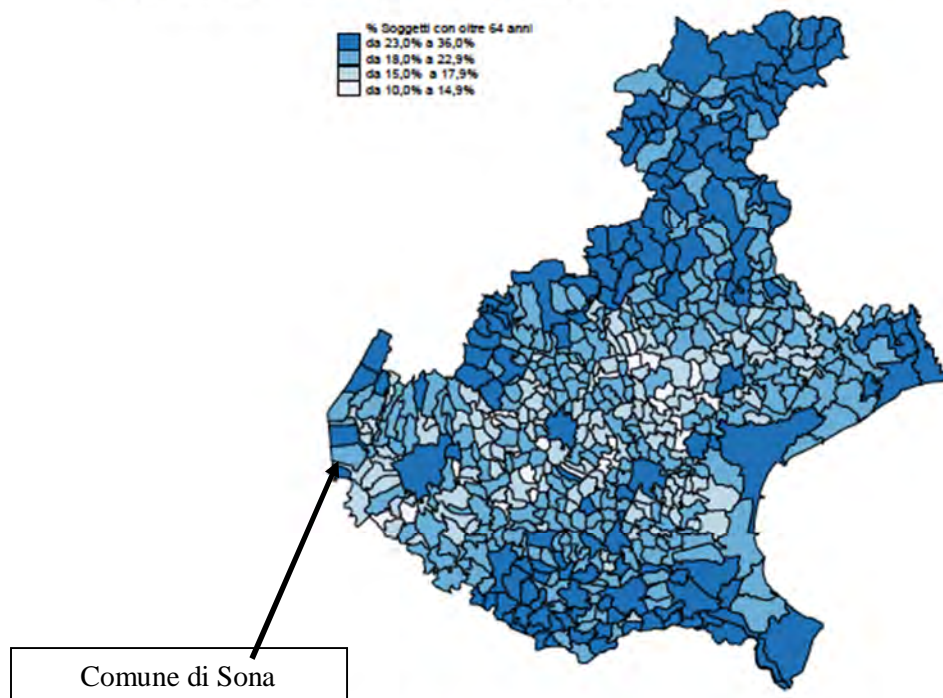 % Soggetti con oltre 64 anni
da 23,0% a 36,0%
da 18,0% a 22,9%
da 15,0% a 17,9%
da 10,0% a 14,9%
Comune di Sona